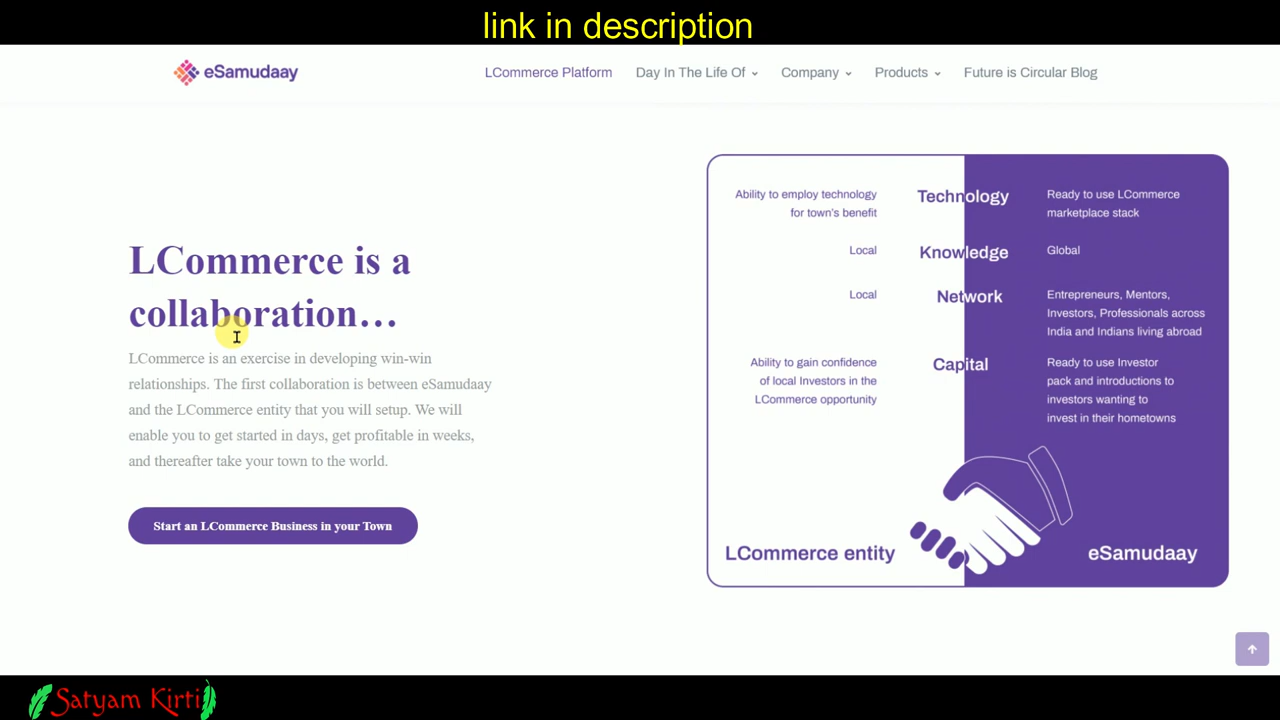 link in description
eSamudaay
LCommerce Platform
Day In The Life Of
Company
Products
Future is Circular Blog
LCommerce is a
collaboration...
LCommerce is an exercise in developing win-win
relationships. The first collaboration is between eSamudaay
and the LCommerce entity that you will setup. We will
enable you to get started in days, get profitable in weeks,
and thereafter take your town to the world.
Start an LCommerce Business in your Town
Ability to employ technology
for town's benefit
Technology
Ready to use LCommerce
marketplace stack
Local
Knowledge
Global
Local
Network
Entrepreneurs, Mentors,
Investors, Professionals across
India and Indians living abroad
Ability to gain confidence
of local Investors in the
LCommerce opportunity
Capital
Ready to use Investor
pack and introductions to
investors wanting to
invest in their hometowns
LCommerce entity
eSamudaay
Satyam Kirti